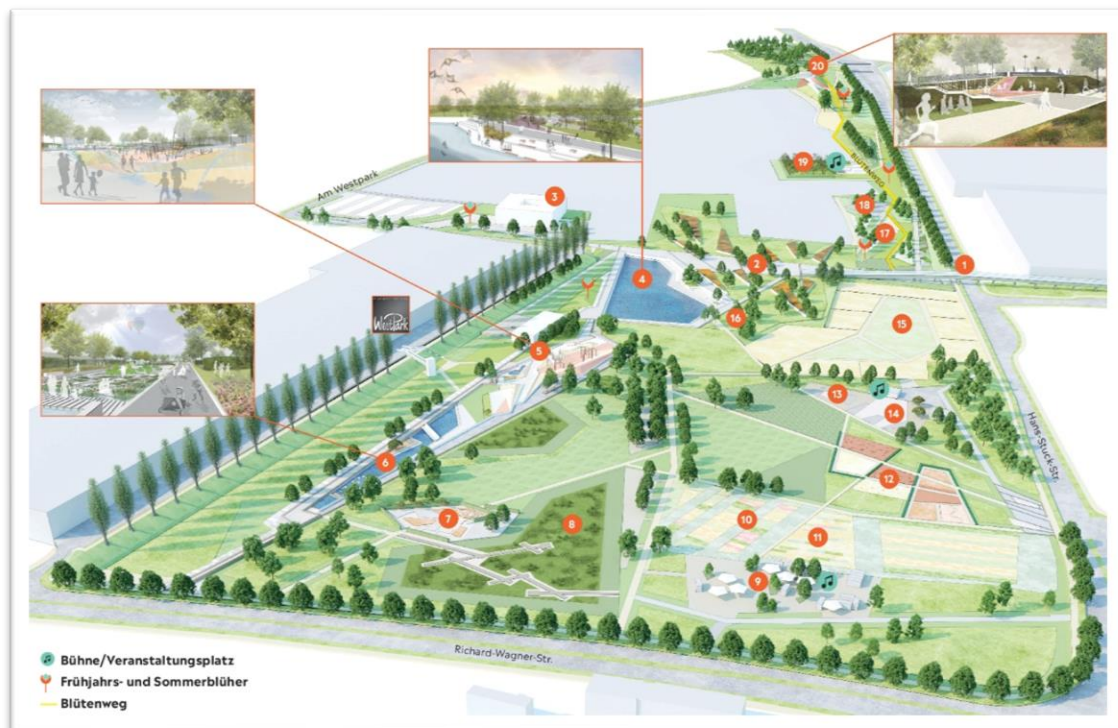 20
19
BLÜTENWEG
Am Westpark
3
18
17
1
4
2
WestPark
16
15
5
13
14
Hans-Stuck-Str.
6
12
7
8
10
11
9
Richard-Wagner-Str.
Bühne/Veranstaltungsplatz
Frühjahrs- und Sommerblüher
Blütenweg